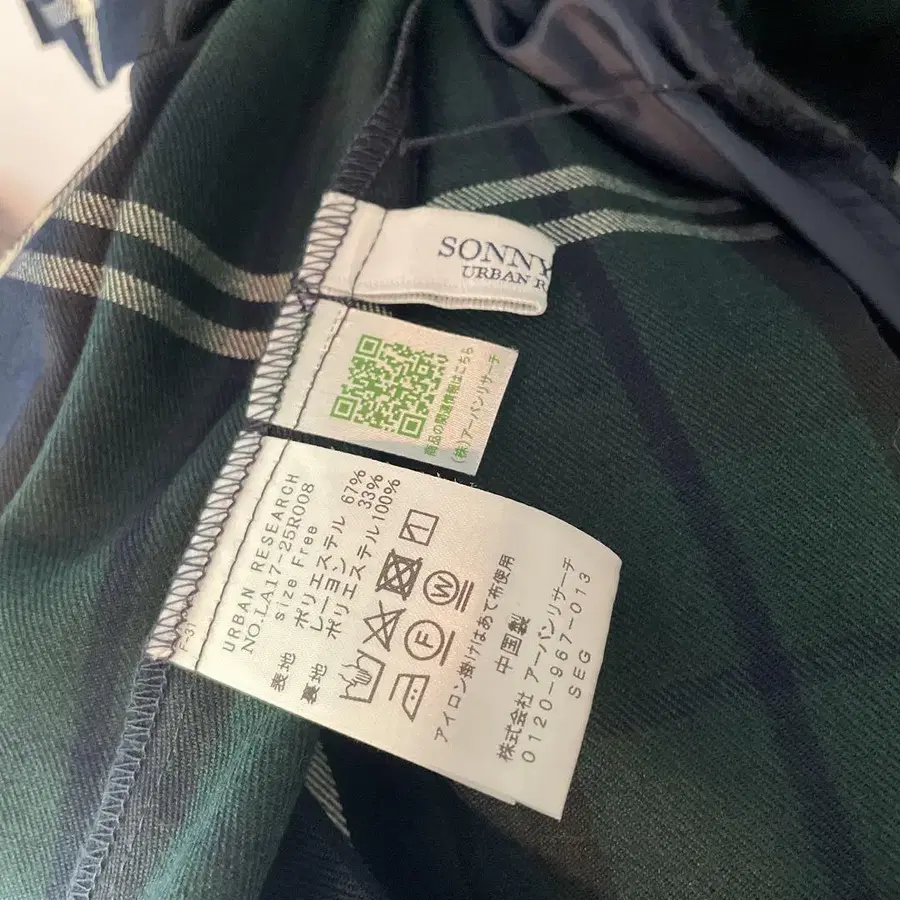 SONNY
URBAN R
商品の関連情報はこちら
(株)アーバンリサーチ
F-31
URBAN RESEARCH
NO.LA17-25R008
size Free
表地 ポリエステル 67%
レーヨン 33%
裏地 ポリエステル100%
F W
アイロン掛けはあて布使用
中国製
株式会社 アーバンリサーチ
0120-967-013
SEG